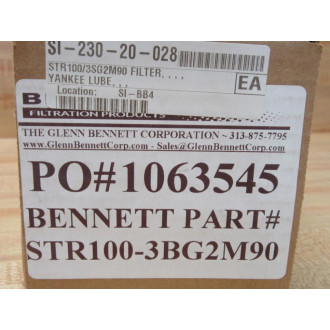 SI-230-20-028
STR100/3SG2M90 FILTER, ...
YANKEE LUBE...
Location: SI-BB4
EA
B
FILTRATION PRODUCTS
THE GLENN BENNETT CORPORATION ~ 313-875-7795
www.GlennBennettCorp.com ~ Sales@GlennBennettCorp.com
PO#1063545
BENNETT PART#
STR100-3BG2M90